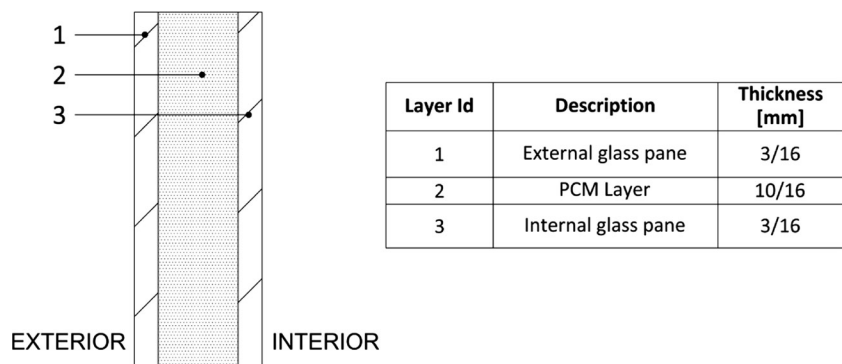 1
2
3
EXTERIOR
INTERIOR
Layer Id Description Thickness [mm]
1 External glass pane 3/16
2 PCM Layer 10/16
3 Internal glass pane 3/16